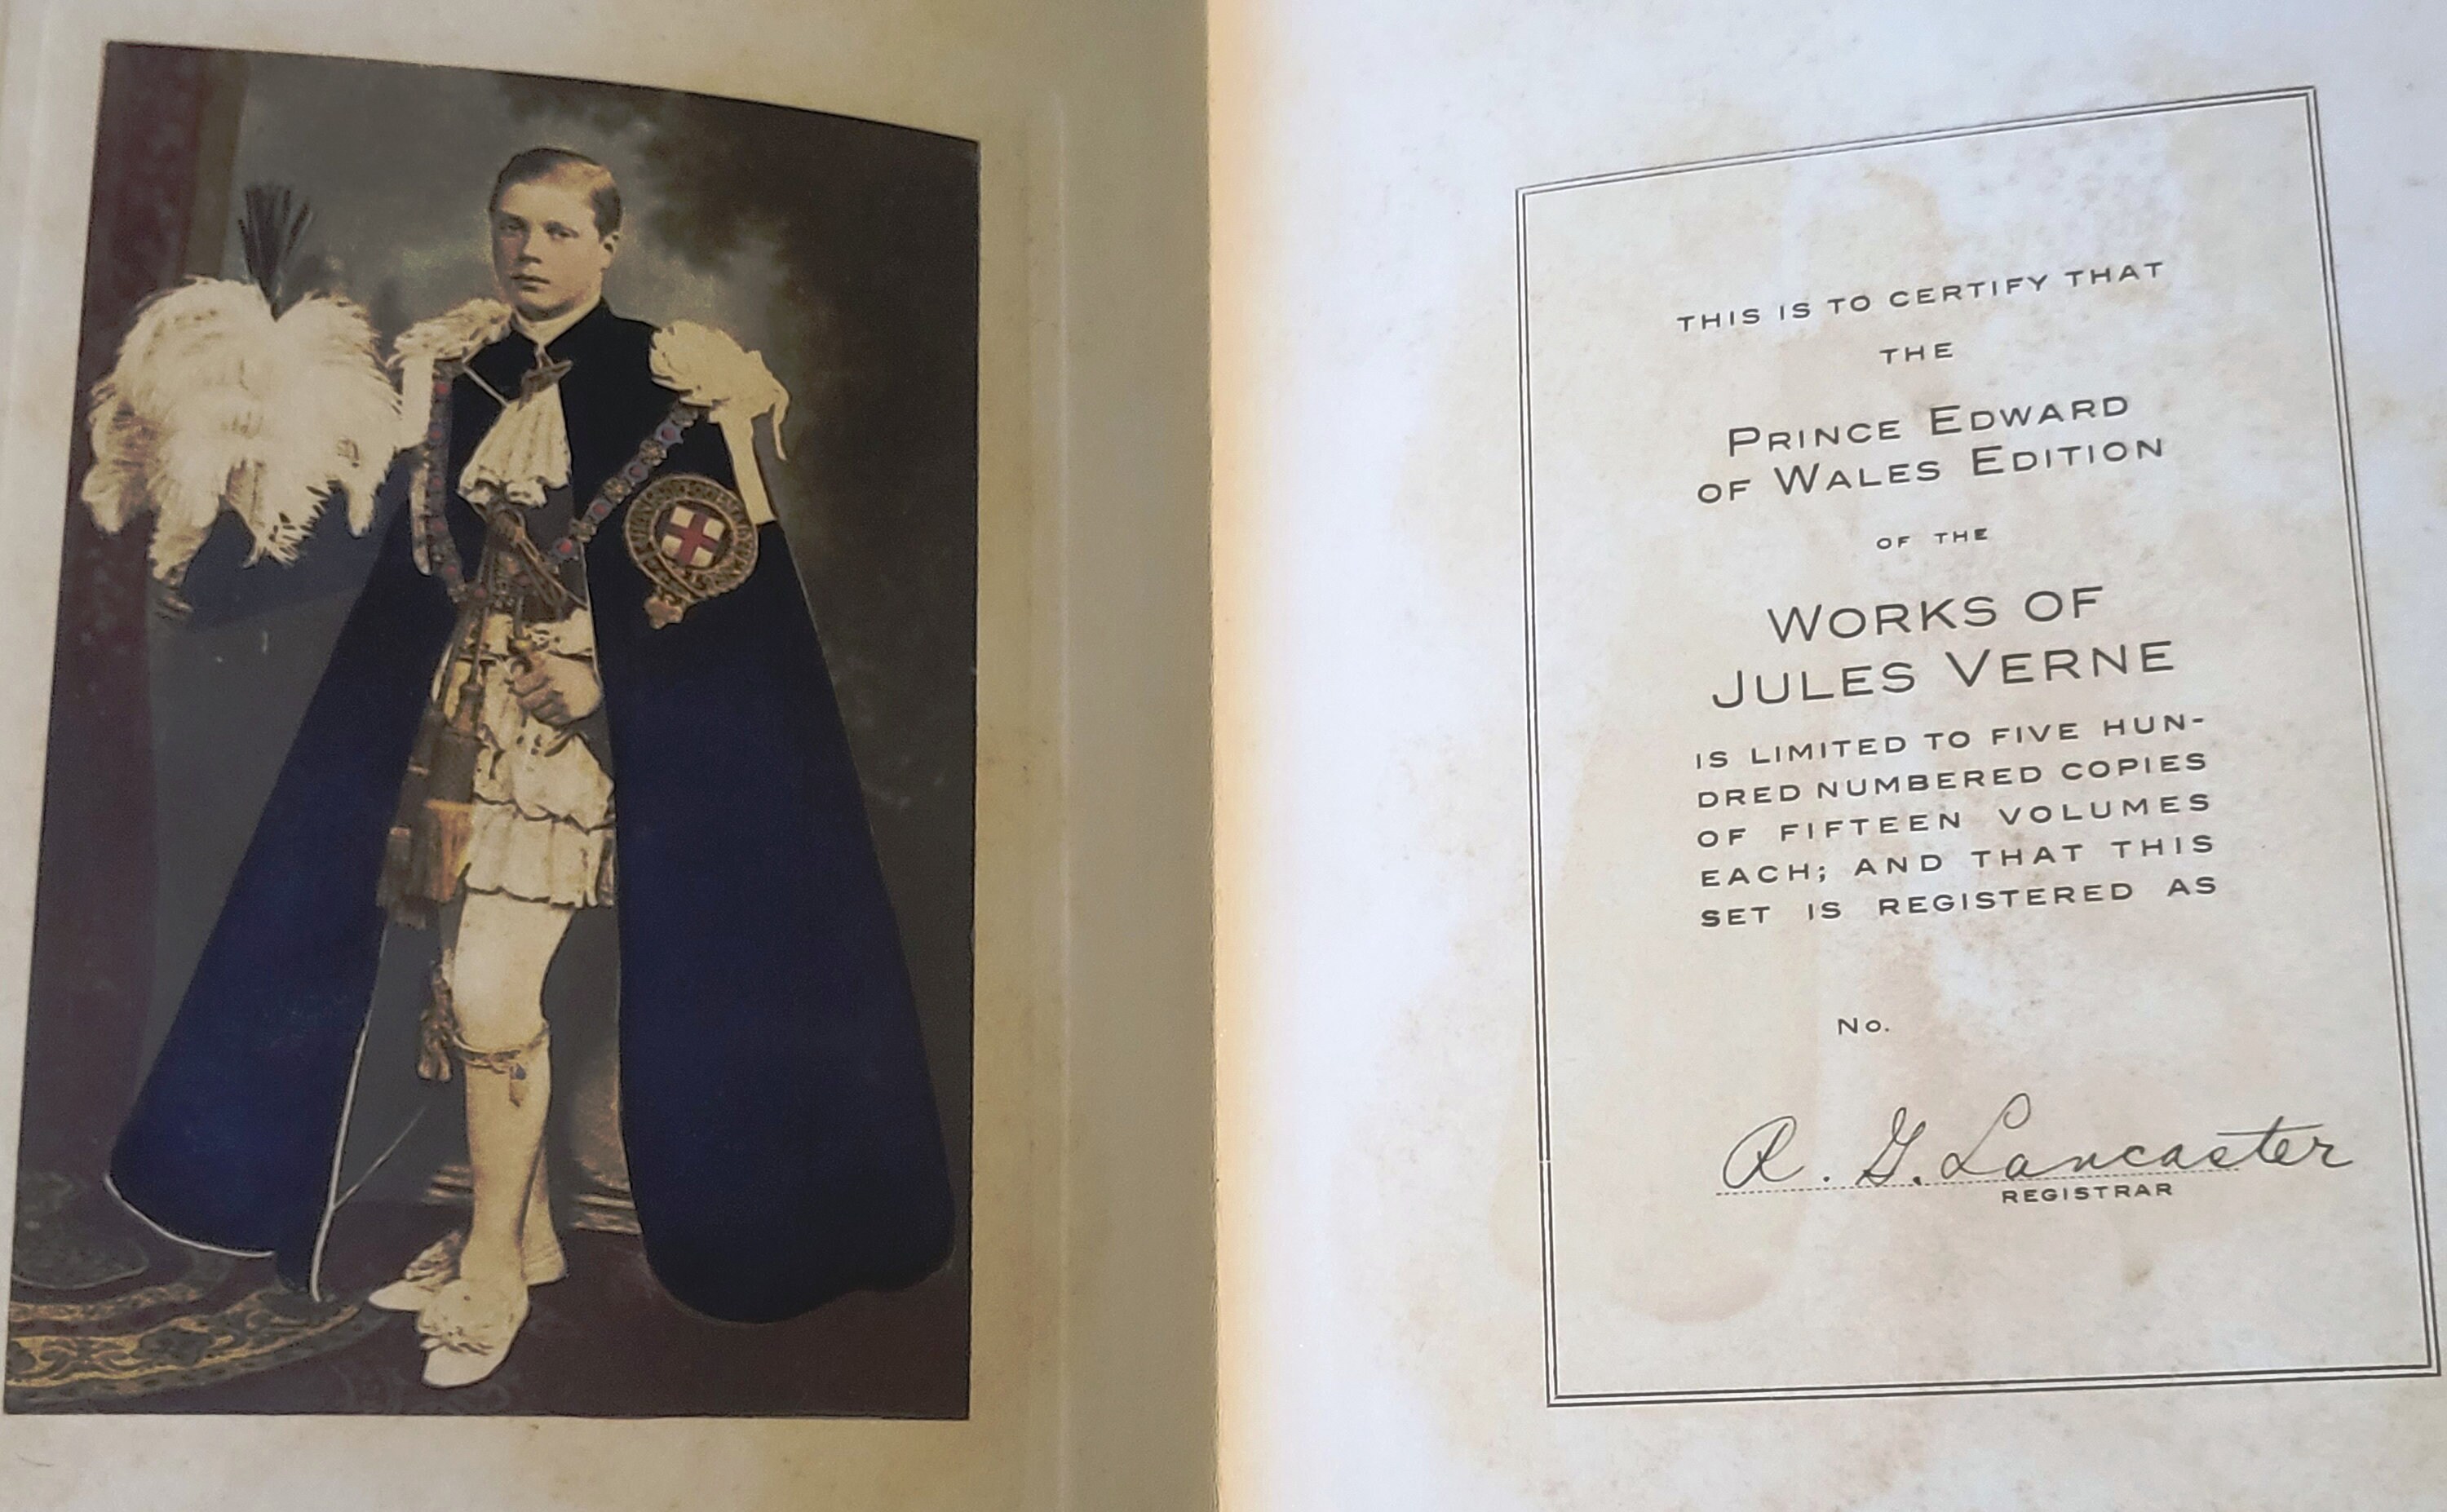 THIS IS TO CERTIFY THAT
THE
PRINCE EDWARD
OF WALES EDITION
OF THE
WORKS OF
JULES VERNE
IS LIMITED TO FIVE HUN-
DRED NUMBERED COPIES
OF FIFTEEN VOLUMES
EACH; AND THAT THIS
SET IS REGISTERED AS
No.
R. G. Lancaster
REGISTRAR